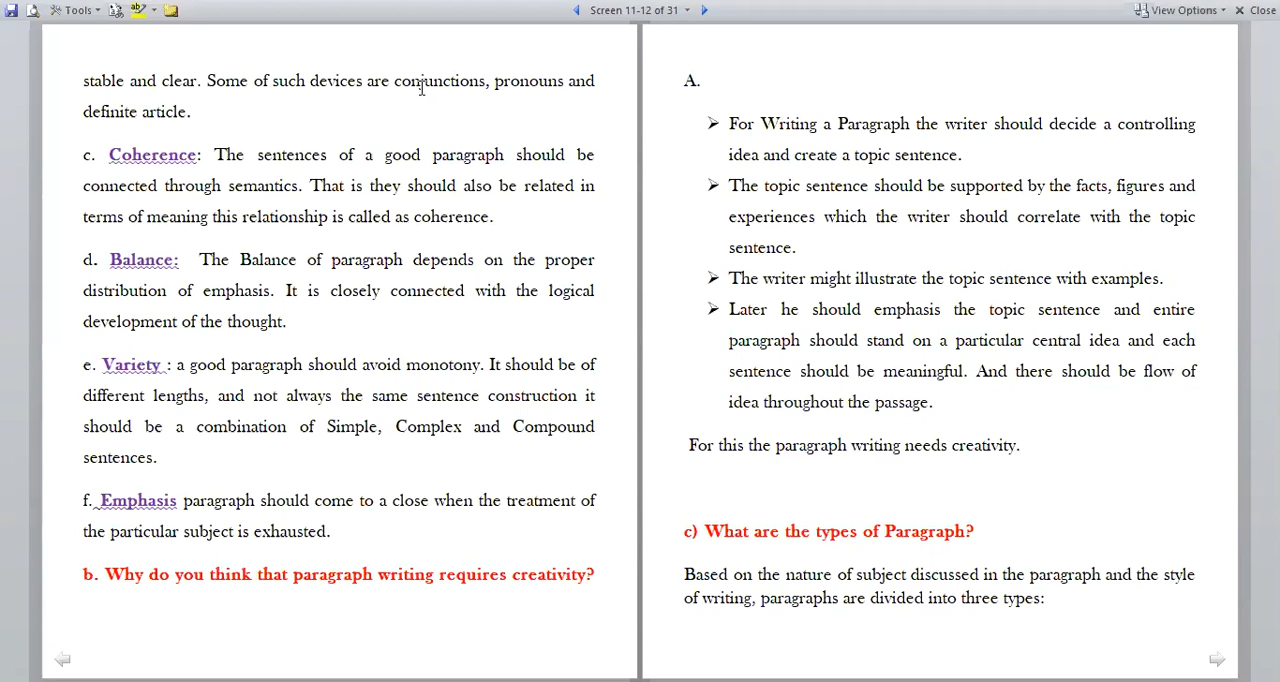 Tools
Screen 11-12 of 31
View Options
Close
stable and clear. Some of such devices are conjunctions, pronouns and
definite article.
c. Coherence: The sentences of a good paragraph should be
connected through semantics. That is they should also be related in
terms of meaning this relationship is called as coherence.
d. Balance: The Balance of paragraph depends on the proper
distribution of emphasis. It is closely connected with the logical
development of the thought.
e. Variety : a good paragraph should avoid monotony. It should be of
different lengths, and not always the same sentence construction it
should be a combination of Simple, Complex and Compound
sentences.
f. Emphasis paragraph should come to a close when the treatment of
the particular subject is exhausted.
b. Why do you think that paragraph writing requires creativity?
A.
➢ For Writing a Paragraph the writer should decide a controlling
idea and create a topic sentence.
➢ The topic sentence should be supported by the facts, figures and
experiences which the writer should correlate with the topic
sentence.
➢ The writer might illustrate the topic sentence with examples.
➢ Later he should emphasis the topic sentence and entire
paragraph should stand on a particular central idea and each
sentence should be meaningful. And there should be flow of
idea throughout the passage.
For this the paragraph writing needs creativity.
c) What are the types of Paragraph?
Based on the nature of subject discussed in the paragraph and the style
of writing, paragraphs are divided into three types: